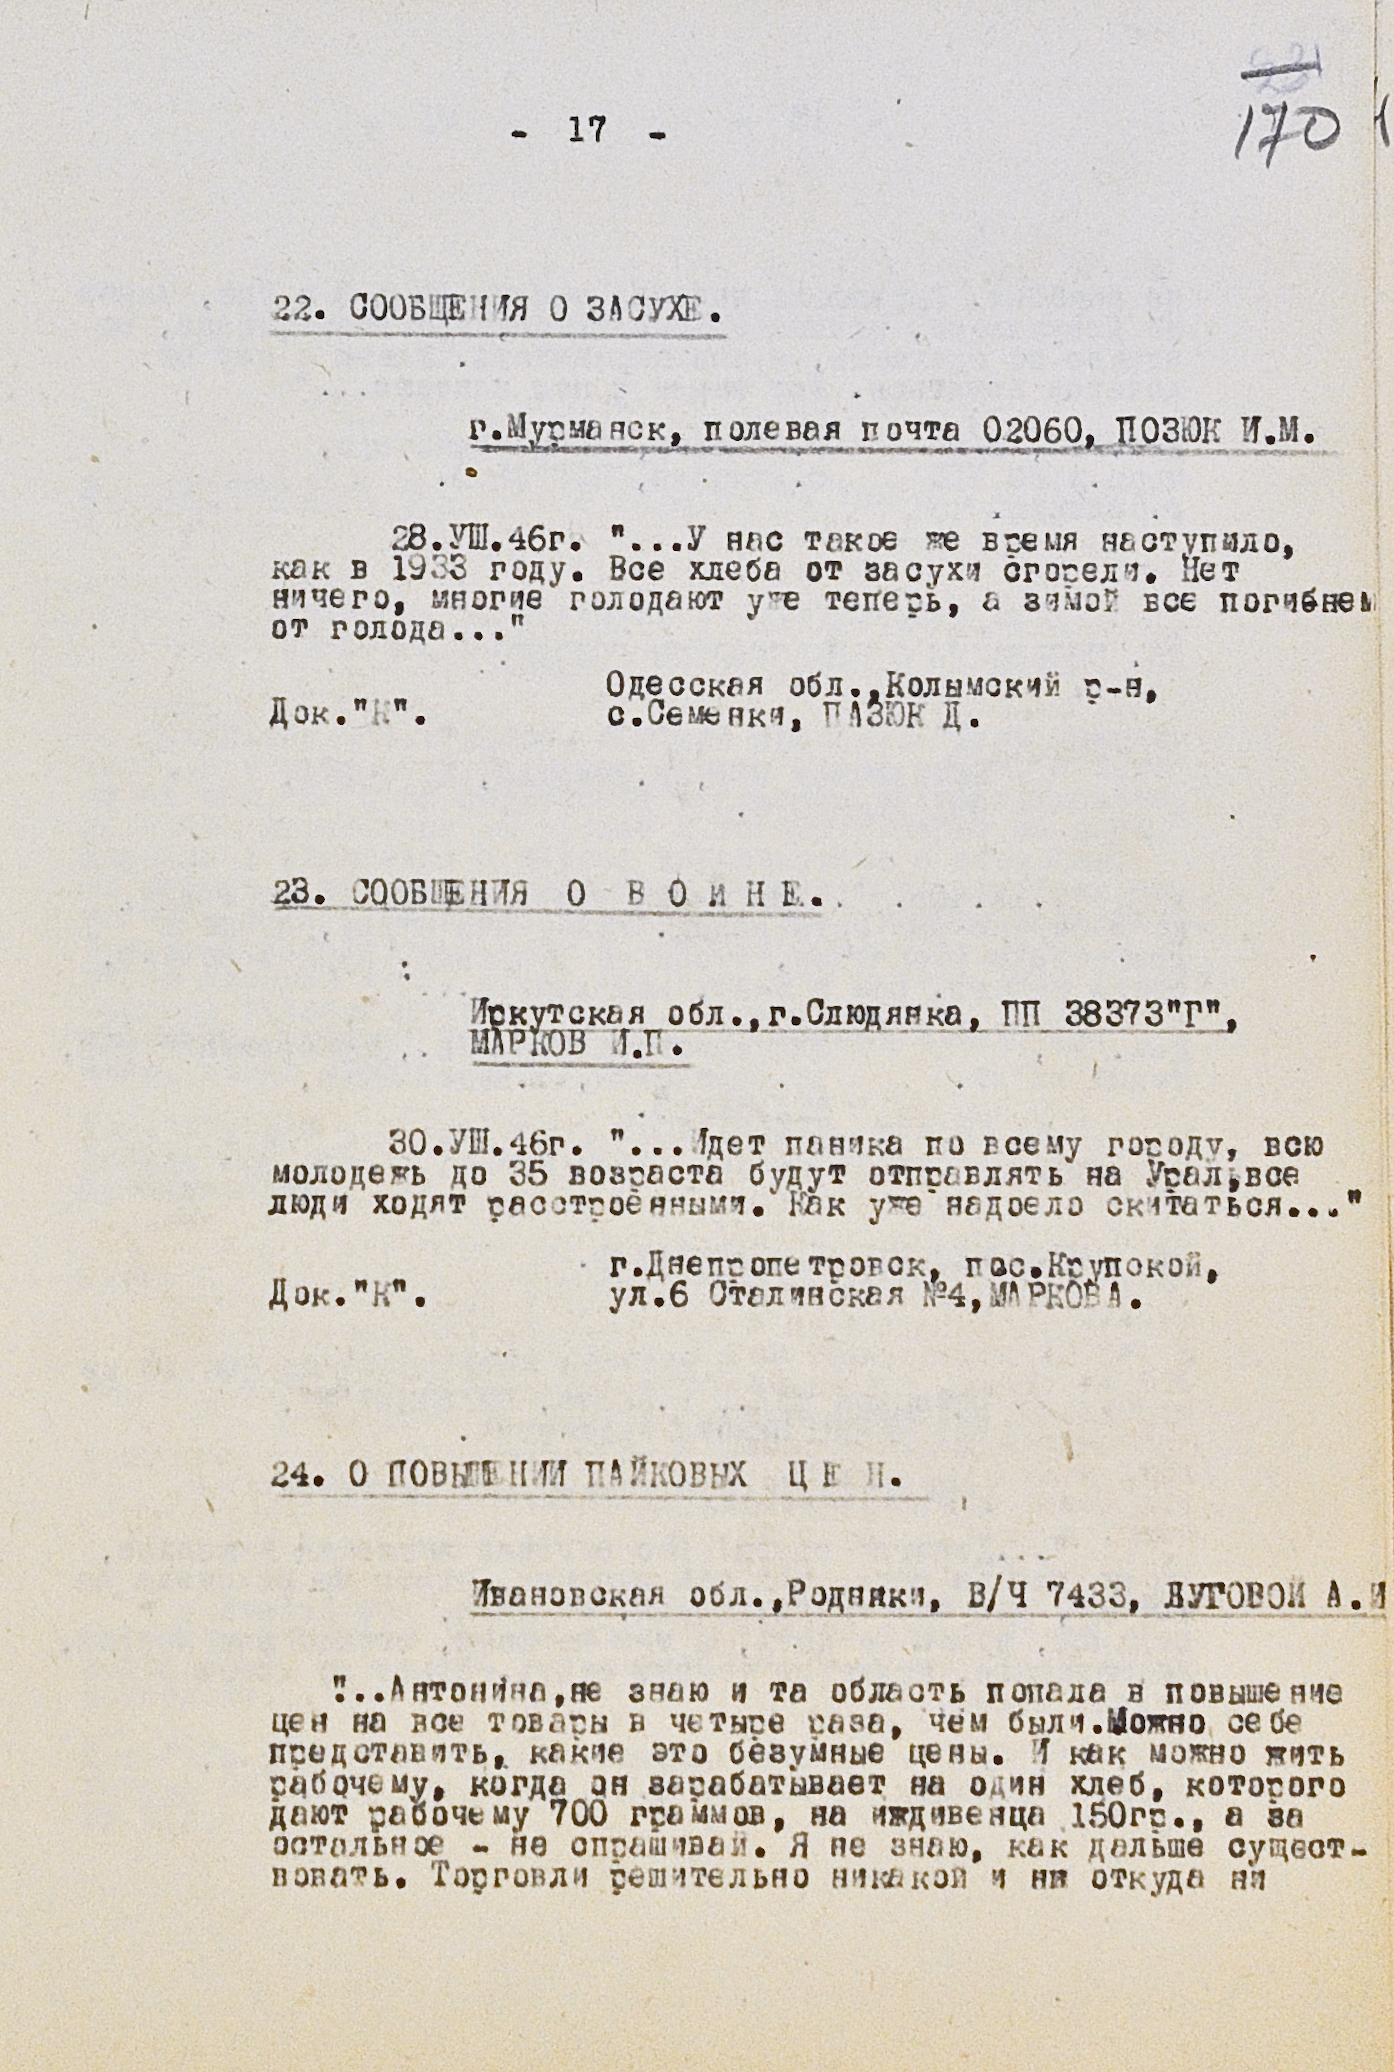 - 17 -
170
22. СООБЩЕНИЯ О ЗАСУХЕ.
г.Мурманск, полевая почта 02060, ПОЗЮК И.М.
28.УШ.46г. "...У нас такое же время наступило,
как в 1933 году. Все хлеба от засухи сгорели. Нет
ничего, многие голодают уже теперь, а зимой все погибнем
от голода..."
Одесская обл.,Колымский р-н,
Док."К". с.Семенки, ПАЗЮК Д.
23. СООБЩЕНИЯ О В О Й Н Е.
Иркутская обл.,г.Слюдянка, ПП 38373"Г",
МАРКОВ И.П.
30.УШ.46г. "...Идет паника по всему городу, всю
молодежь до 35 возраста будут отправлять на Урал,все
люди ходят расстроенными. Как уже надоело скитаться..."
г.Днепропетровск, пос.Крупской,
Док."К". ул.6 Сталинская №4,МАРКОВА.
24. О ПОВЫШЕНИИ ПАЙКОВЫХ Ц Е Н.
Ивановская обл.,Родники, В/Ч 7433, ЛУГОВОЙ А.И
"...Антонина,не знаю и та область попала в повышение
цен на все товары в четыре раза, чем были.Можно себе
представить, какие это безумные цены. И как можно жить
рабочему, когда он зарабатывает на один хлеб, которого
дают рабочему 700 граммов, на иждивенца 150гр., а за
остальное - не спрашивай. Я не знаю, как дальше сущест-
вовать. Торговли решительно никакой и ни откуда ни